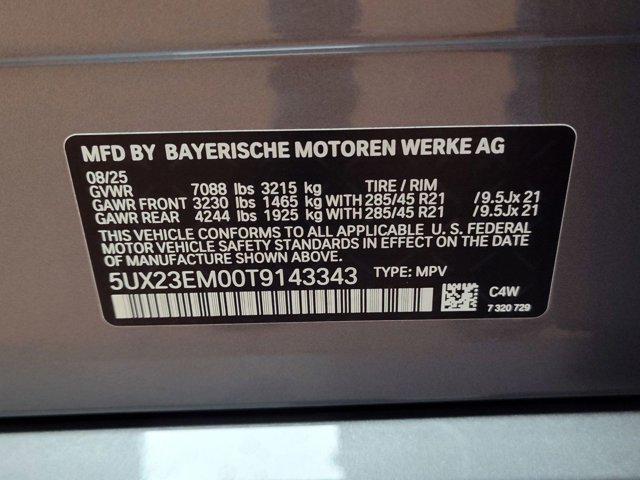 MFD BY BAYERISCHE MOTOREN WERKE AG
08/25
GVWR 7088 lbs 3215 kg TIRE / RIM
GAWR FRONT 3230 lbs 1465 kg WITH 285/45 R21 /9.5Jx 21
GAWR REAR 4244 lbs 1925 kg WITH 285/45 R21 /9.5Jx 21
THIS VEHICLE CONFORMS TO ALL APPLICABLE U. S. FEDERAL
MOTOR VEHICLE SAFETY STANDARDS IN EFFECT ON THE DATE
OF MANUFACTURE SHOWN ABOVE.
5UX23EM00T9143343 TYPE: MPV
C4W
7 320 729